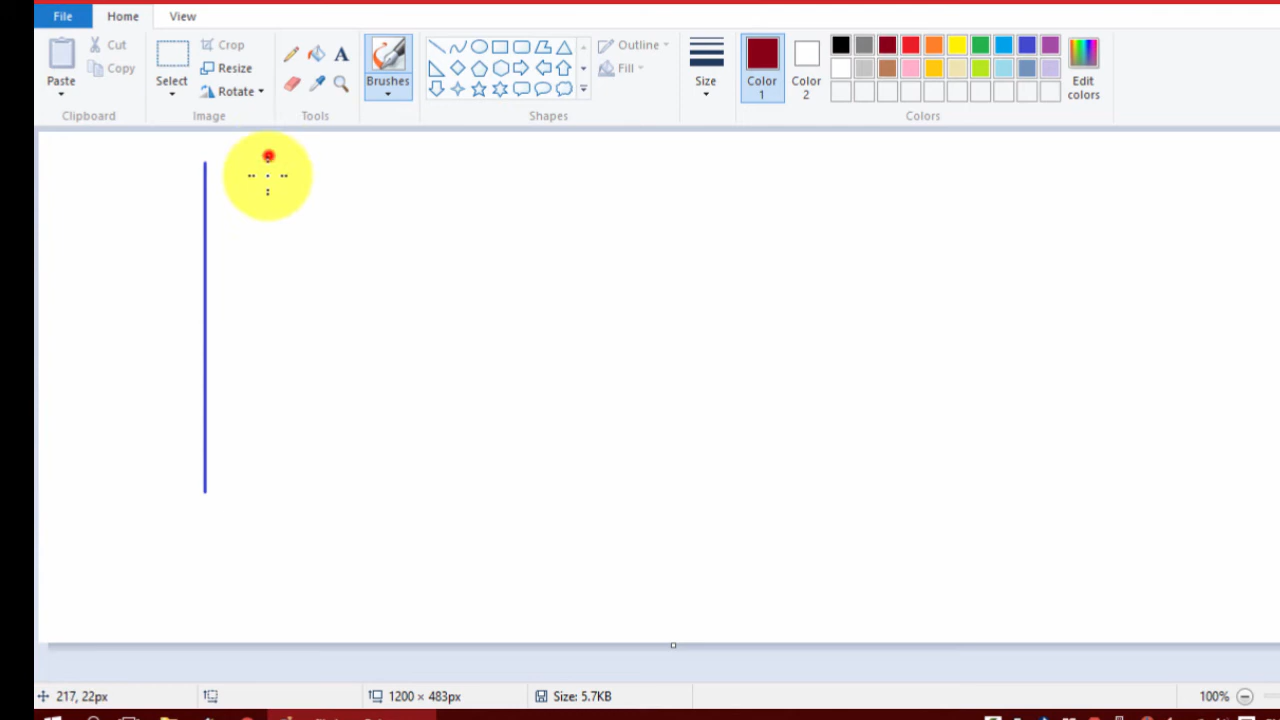 File Home View
Paste Cut Copy
Clipboard
Select Crop Resize Rotate
Image
A
Tools
Brushes
Outline
Fill
Shapes
Size
Color 1
Color 2
Edit colors
Colors
217, 22px
1200 × 483px
Size: 5.7KB
100%